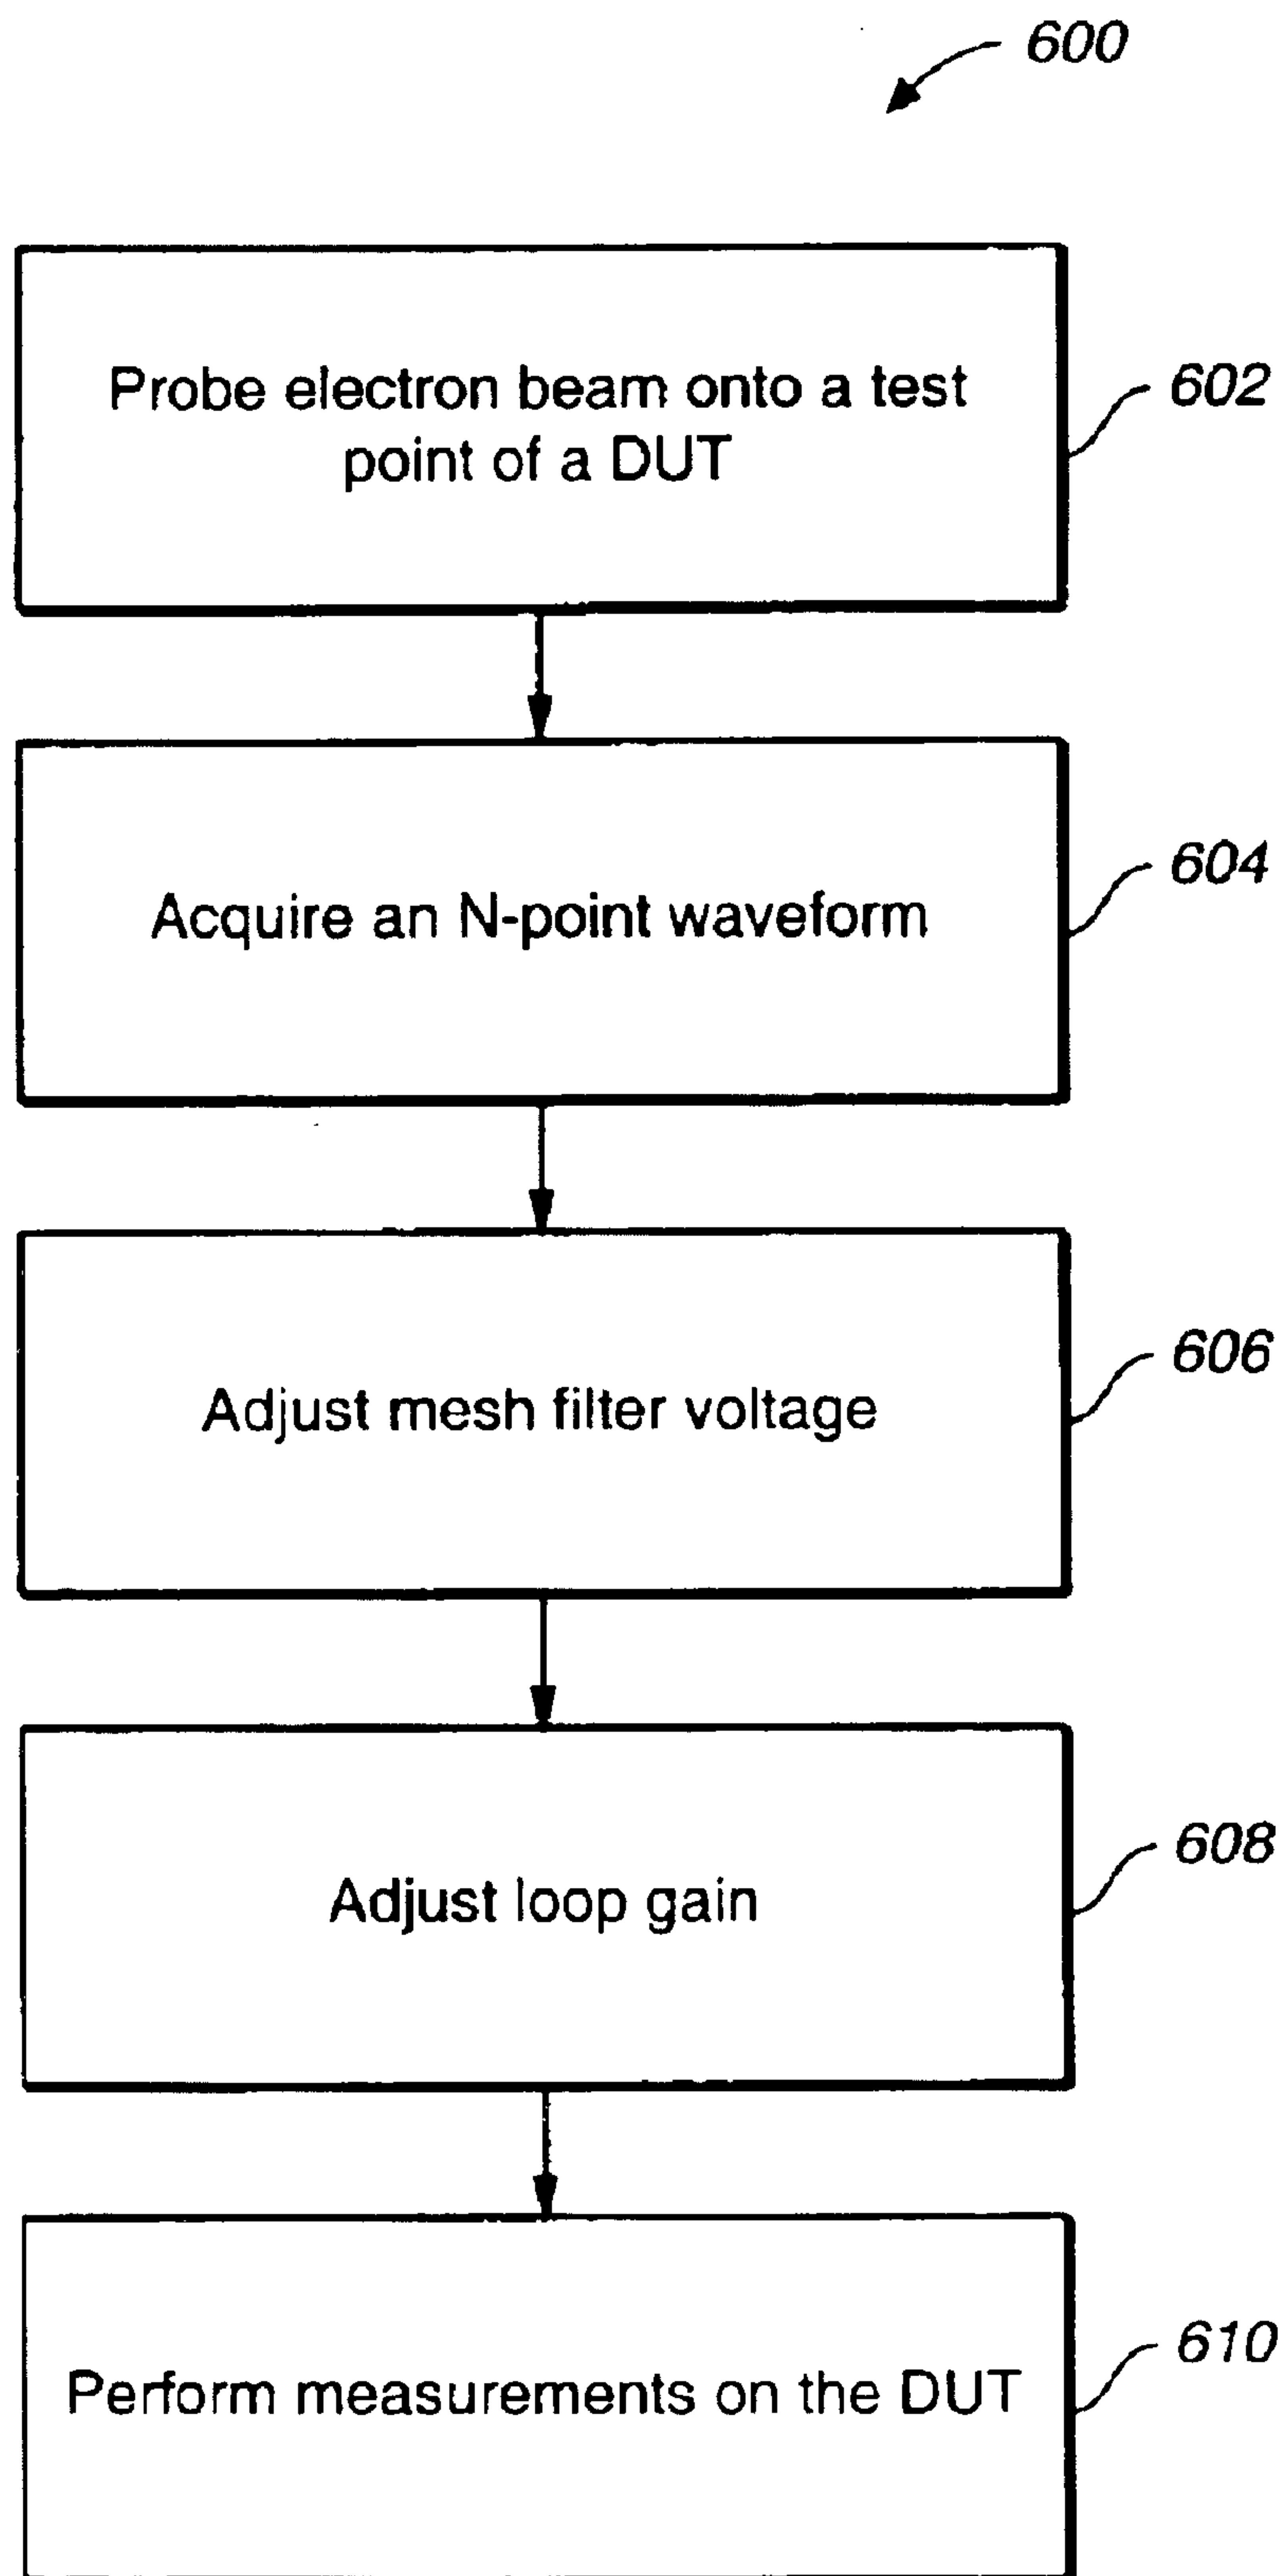 600
Probe electron beam onto a test
point of a DUT
602
Acquire an N-point waveform
604
Adjust mesh filter voltage
606
Adjust loop gain
608
Perform measurements on the DUT
610